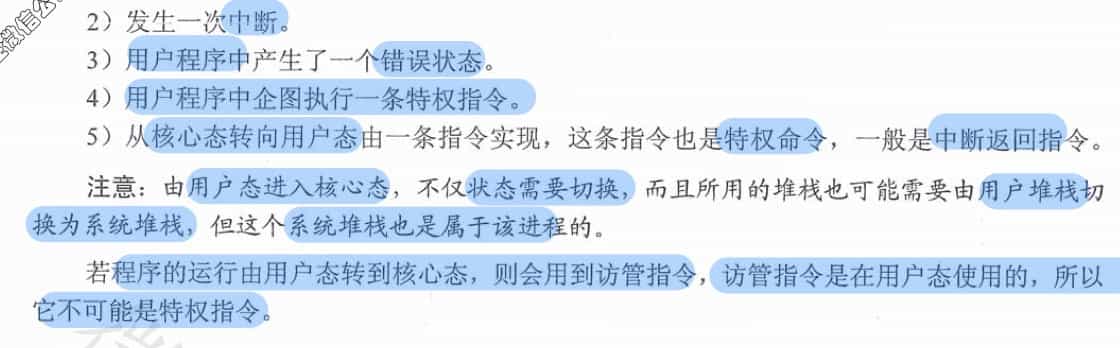 2）发生一次中断。
3）用户程序中产生了一个错误状态。
4）用户程序中企图执行一条特权指令。
5）从核心态转向用户态由一条指令实现，这条指令也是特权命令，一般是中断返回指令。
注意：由用户态进入核心态，不仅状态需要切换，而且所用的堆栈也可能需要由用户堆栈切
换为系统堆栈，但这个系统堆栈也是属于该进程的。
若程序的运行由用户态转到核心态，则会用到访管指令，访管指令是在用户态使用的，所以
它不可能是特权指令。
微信公